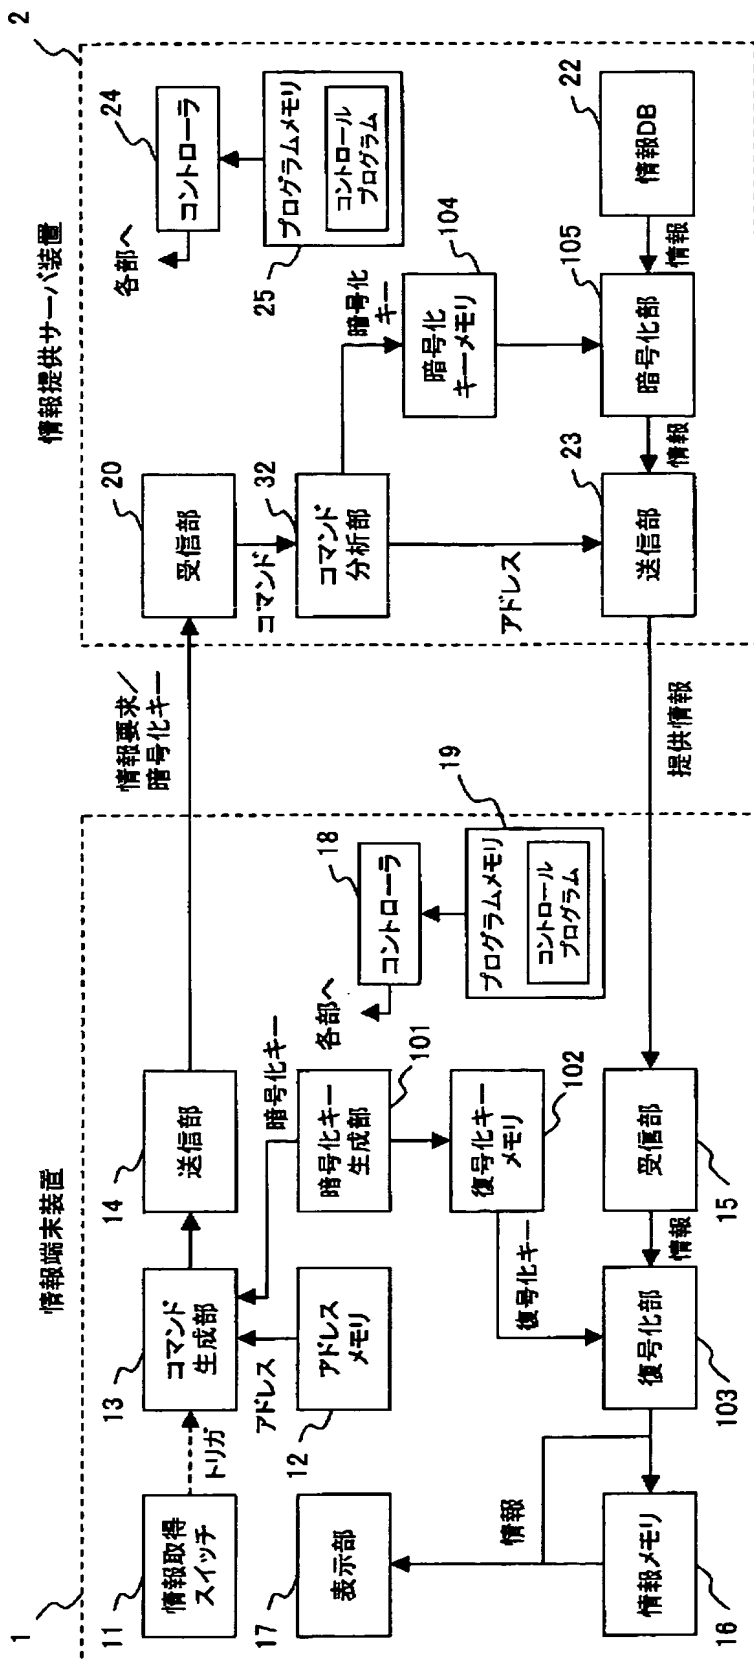 1
情報端末装置
11
情報取得
スイッチ
トリガ
13
コマンド
生成部
14
送信部
アドレス
暗号化キー
17
表示部
12
アドレス
メモリ
暗号化キー
生成部
101
各部へ
コントローラ
18
復号化キー
メモリ
102
プログラムメモリ
コントロール
プログラム
19
情報
復号化キー
情報メモリ
16
復号化部
103
情報
受信部
15
情報要求/
暗号化キー
提供情報
2
情報提供サーバ装置
20
受信部
各部へ
コントローラ
24
コマンド
32
コマンド
分析部
プログラムメモリ
コントロール
プログラム
25
暗号化
キー
暗号化
キーメモリ
104
アドレス
23
送信部
情報
105
暗号化部
情報
22
情報DB